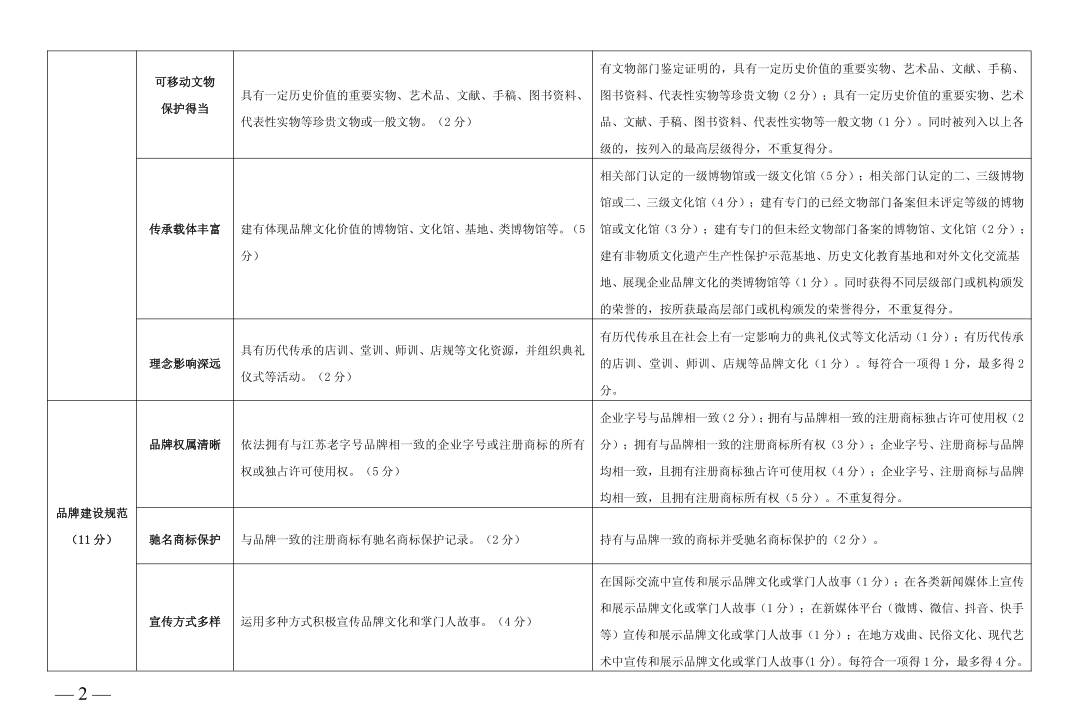 可移动文物
保护得当
具有一定历史价值的重要实物、艺术品、文献、手稿、图书资料、
代表性实物等珍贵文物或一般文物。（2 分）
有文物部门鉴定证明的，具有一定历史价值的重要实物、艺术品、文献、手稿、
图书资料、代表性实物等珍贵文物（2 分）；具有一定历史价值的重要实物、艺术
品、文献、手稿、图书资料、代表性实物等一般文物（1 分）。同时被列入以上各
级的，按列入的最高层级得分，不重复得分。
传承载体丰富
建有体现品牌文化价值的博物馆、文化馆、基地、类博物馆等。（5
分）
相关部门认定的一级博物馆或一级文化馆（5 分）；相关部门认定的二、三级博物
馆或二、三级文化馆（4 分）；建有专门的已经文物部门备案但未评定等级的博物
馆或文化馆（3 分）；建有专门的但未经文物部门备案的博物馆、文化馆（2 分）；
建有非物质文化遗产生产性保护示范基地、历史文化教育基地和对外文化交流基
地、展现企业品牌文化的类博物馆等（1 分）。同时获得不同层级部门或机构颁发
的荣誉的，按所获最高层部门或机构颁发的荣誉得分，不重复得分。
理念影响深远
具有历代传承的店训、堂训、师训、店规等文化资源，并组织典礼
仪式等活动。（2 分）
有历代传承且在社会上有一定影响力的典礼仪式等文化活动（1 分）；有历代传承
的店训、堂训、师训、店规等品牌文化（1 分）。每符合一项得 1 分，最多得 2
分。
品牌建设规范
（11 分）
品牌权属清晰
依法拥有与江苏老字号品牌相一致的企业字号或注册商标的所有
权或独占许可使用权。（5 分）
企业字号与品牌相一致（2 分）；拥有与品牌相一致的注册商标独占许可使用权（2
分）；拥有与品牌相一致的注册商标所有权（3 分）；企业字号、注册商标与品牌
均相一致，且拥有注册商标独占许可使用权（4 分）；企业字号、注册商标与品牌
均相一致，且拥有注册商标所有权（5 分）。不重复得分。
驰名商标保护
与品牌一致的注册商标有驰名商标保护记录。（2 分）
持有与品牌一致的商标并受驰名商标保护的（2 分）。
宣传方式多样
运用多种方式积极宣传品牌文化和掌门人故事。（4 分）
在国际交流中宣传和展示品牌文化或掌门人故事（1 分）；在各类新闻媒体上宣传
和展示品牌文化或掌门人故事（1 分）；在新媒体平台（微博、微信、抖音、快手
等）宣传和展示品牌文化或掌门人故事（1 分）；在地方戏曲、民俗文化、现代艺
术中宣传和展示品牌文化或掌门人故事(1 分)。每符合一项得 1 分，最多得 4 分。
— 2 —